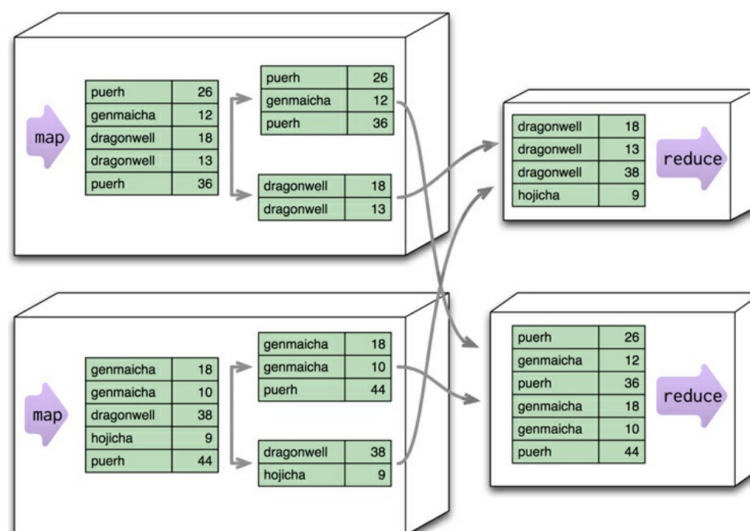 map
puerh 26
genmaicha 12
dragonwell 18
dragonwell 13
puerh 36
puerh 26
genmaicha 12
puerh 36
dragonwell 18
dragonwell 13
dragonwell 18
dragonwell 13
dragonwell 38
hojicha 9
reduce
map
genmaicha 18
genmaicha 10
dragonwell 38
hojicha 9
puerh 44
genmaicha 18
genmaicha 10
puerh 44
dragonwell 38
hojicha 9
puerh 26
genmaicha 12
puerh 36
genmaicha 18
genmaicha 10
puerh 44
reduce